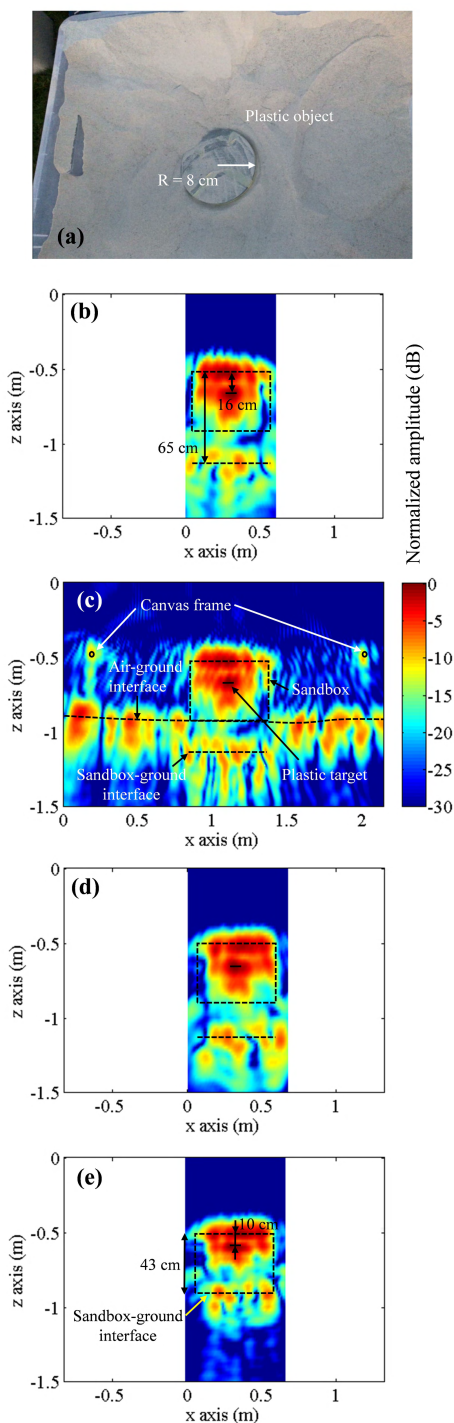 Plastic object
R = 8 cm
(a)
(b)
0
-0.5
-1
-1.5
z axis (m)
16 cm
65 cm
-0.5
0
0.5
1
x axis (m)
Normalized amplitude (dB)
(c)
Canvas frame
0
-0.5
-1
-1.5
z axis (m)
Air-ground
interface
Sandbox
Sandbox-ground
interface
Plastic target
0
0.5
1
1.5
2
x axis (m)
0
-5
-10
-15
-20
-25
-30
(d)
0
-0.5
-1
-1.5
z axis (m)
-0.5
0
0.5
1
x axis (m)
(e)
0
-0.5
-1
-1.5
z axis (m)
10 cm
43 cm
Sandbox-ground
interface
-0.5
0
0.5
1
x axis (m)